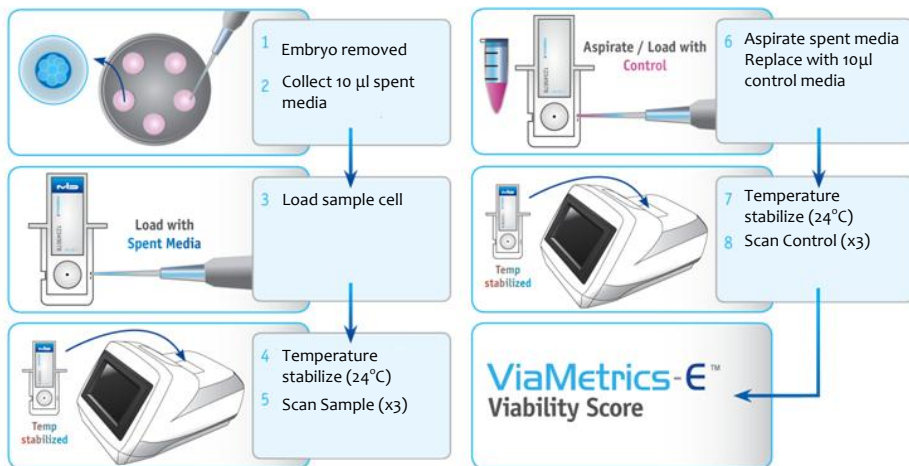 1 Embryo removed
2 Collect 10 µl spent
media
Load with
Spent Media
3 Load sample cell
Temp
stabilized
4 Temperature
stabilize (24°C)
5 Scan Sample (x3)
Aspirate / Load with
Control
6 Aspirate spent media
Replace with 10µl
control media
Temp
stabilized
7 Temperature
stabilize (24°C)
8 Scan Control (x3)
ViaMetrics-E™
Viability Score